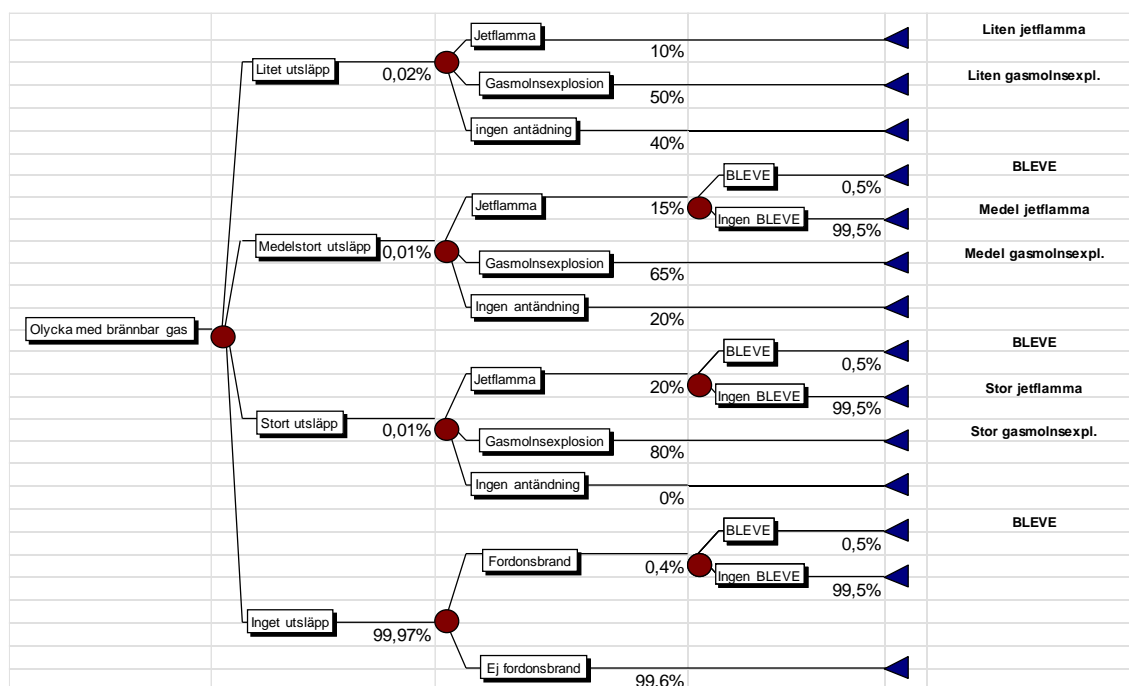 Jetflamma
Liten jetflamma
10%
Litet utsläpp
0,02%
Gasmolnsexplosion
Liten gasmolnsexpl.
50%
ingen antädning
40%
BLEVE
BLEVE
0,5%
Jetflamma
15%
Ingen BLEVE
Medel jetflamma
99,5%
Medelstort utsläpp
0,01%
Gasmolnsexplosion
Medel gasmolnsexpl.
65%
Ingen antändning
20%
Olycka med brännbar gas
BLEVE
BLEVE
0,5%
Jetflamma
20%
Ingen BLEVE
Stor jetflamma
99,5%
Stort utsläpp
0,01%
Gasmolnsexplosion
Stor gasmolnsexpl.
80%
Ingen antändning
0%
BLEVE
BLEVE
0,5%
Fordonsbrand
0,4%
Ingen BLEVE
99,5%
Inget utsläpp
99,97%
Ej fordonsbrand
99,6%